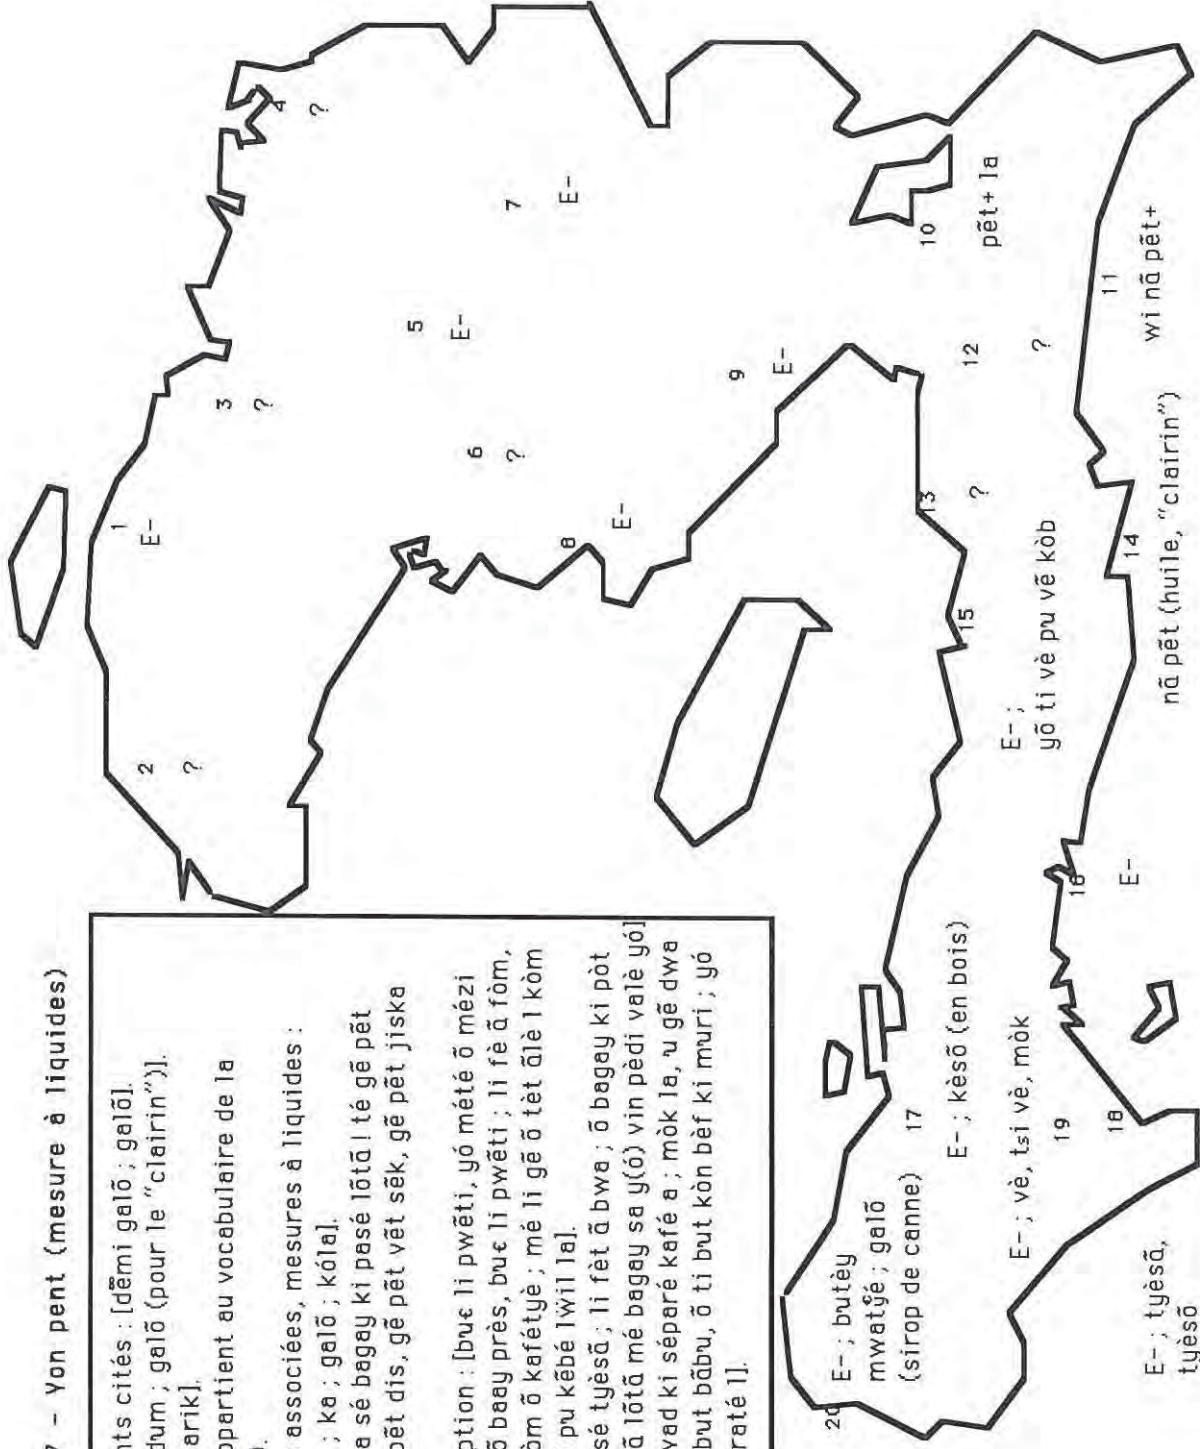 7 – Yon pent (mesure à liquides)
nts cités : [dẽmi galõ ; galõ].
dum ; galõ (pour le "clairin")].
arik].
ppartient au vocabulaire de la
associées, mesures à liquides :
; ka ; galõ ; kóla].
a sé bagay ki pasé lõtã ! té gẽ pẽt
pẽt dis, gẽ pẽt vẽt sẽk, gẽ pẽt jiska
ption : [buɛ li pwẽti, yó mété õ mézi
õ baay près, buɛ li pwẽti ; li fè ã fòm,
òm õ kafétyè ; mé li gẽ õ tèt ãlè l kòm
pu kẽbé lwil la].
sé tyèsã ; li fèt ã bwa ; õ bagay ki pòt
ã lõtã mé bagay sa y(ó) vin pèdi valè yó]
yad ki séparé kafé a ; mòk la, u gẽ dwa
but bãbu, õ ti but kòn bèf ki muri ; yó
raté l].
1
E–
2
?
3
?
4
?
5
E–
6
?
7
E–
8
E–
9
E–
10
pẽt+ la
11
wi nã pẽt+
12
?
13
?
14
nã pẽt (huile, "clairin")
15
E– ;
yõ ti vè pu vẽ kòb
16
E–
17
E– ; kèsõ (en bois)
18
E– ; tyèsã,
tyèsõ
19
E– ; vè, tsi vè, mòk
20
E– ; butèy
mwatỹé ; galõ
(sirop de canne)